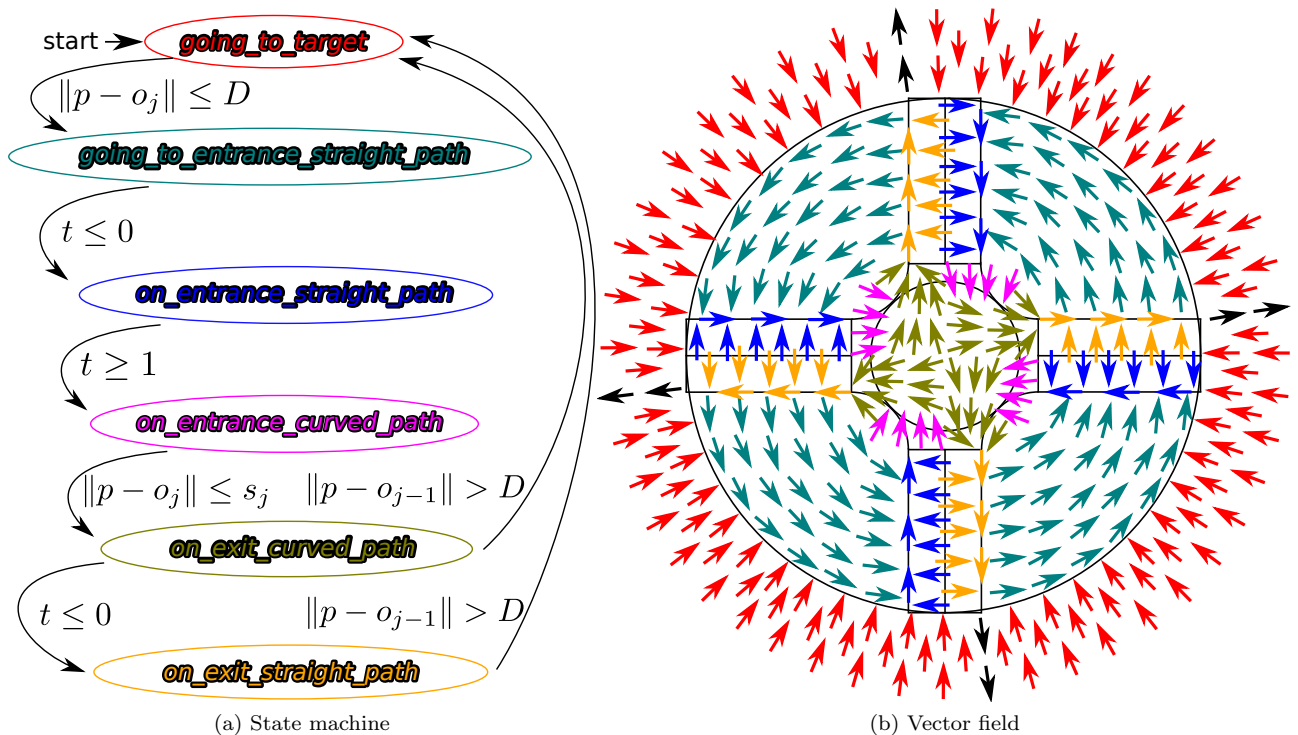 start
going_to_target
‖p − o_j‖ ≤ D
going_to_entrance_straight_path
t ≤ 0
on_entrance_straight_path
t ≥ 1
on_entrance_curved_path
‖p − o_j‖ ≤ s_j
‖p − o_{j−1}‖ > D
on_exit_curved_path
t ≤ 0
‖p − o_{j−1}‖ > D
on_exit_straight_path
(a) State machine
(b) Vector field